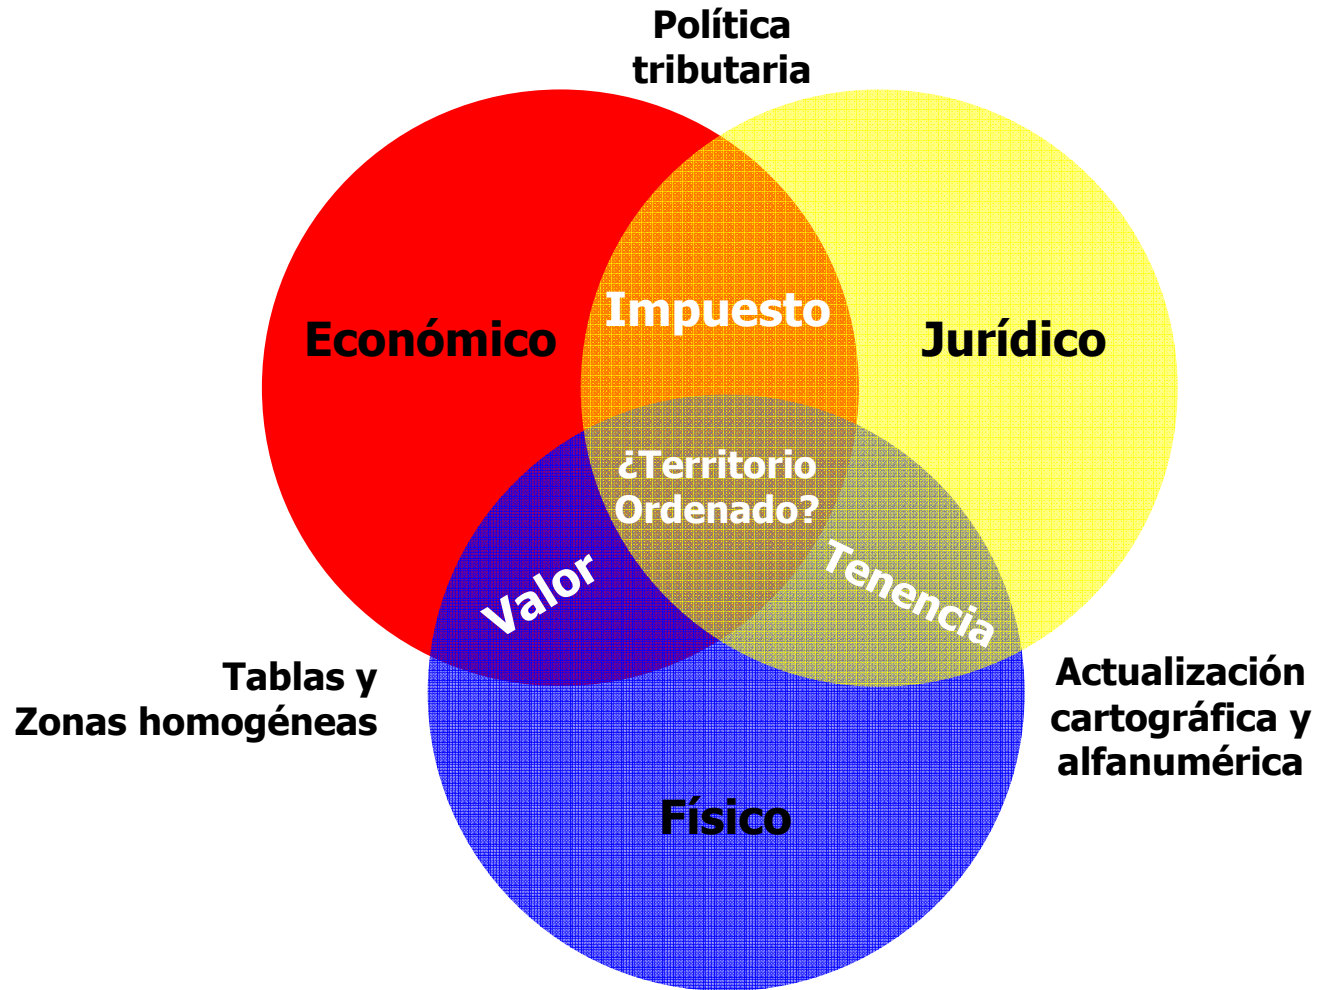 Política
tributaria
Impuesto
Económico
Jurídico
¿Territorio
Ordenado?
Valor
Tenencia
Tablas y
Zonas homogéneas
Actualización
cartográfica y
alfanumérica
Físico